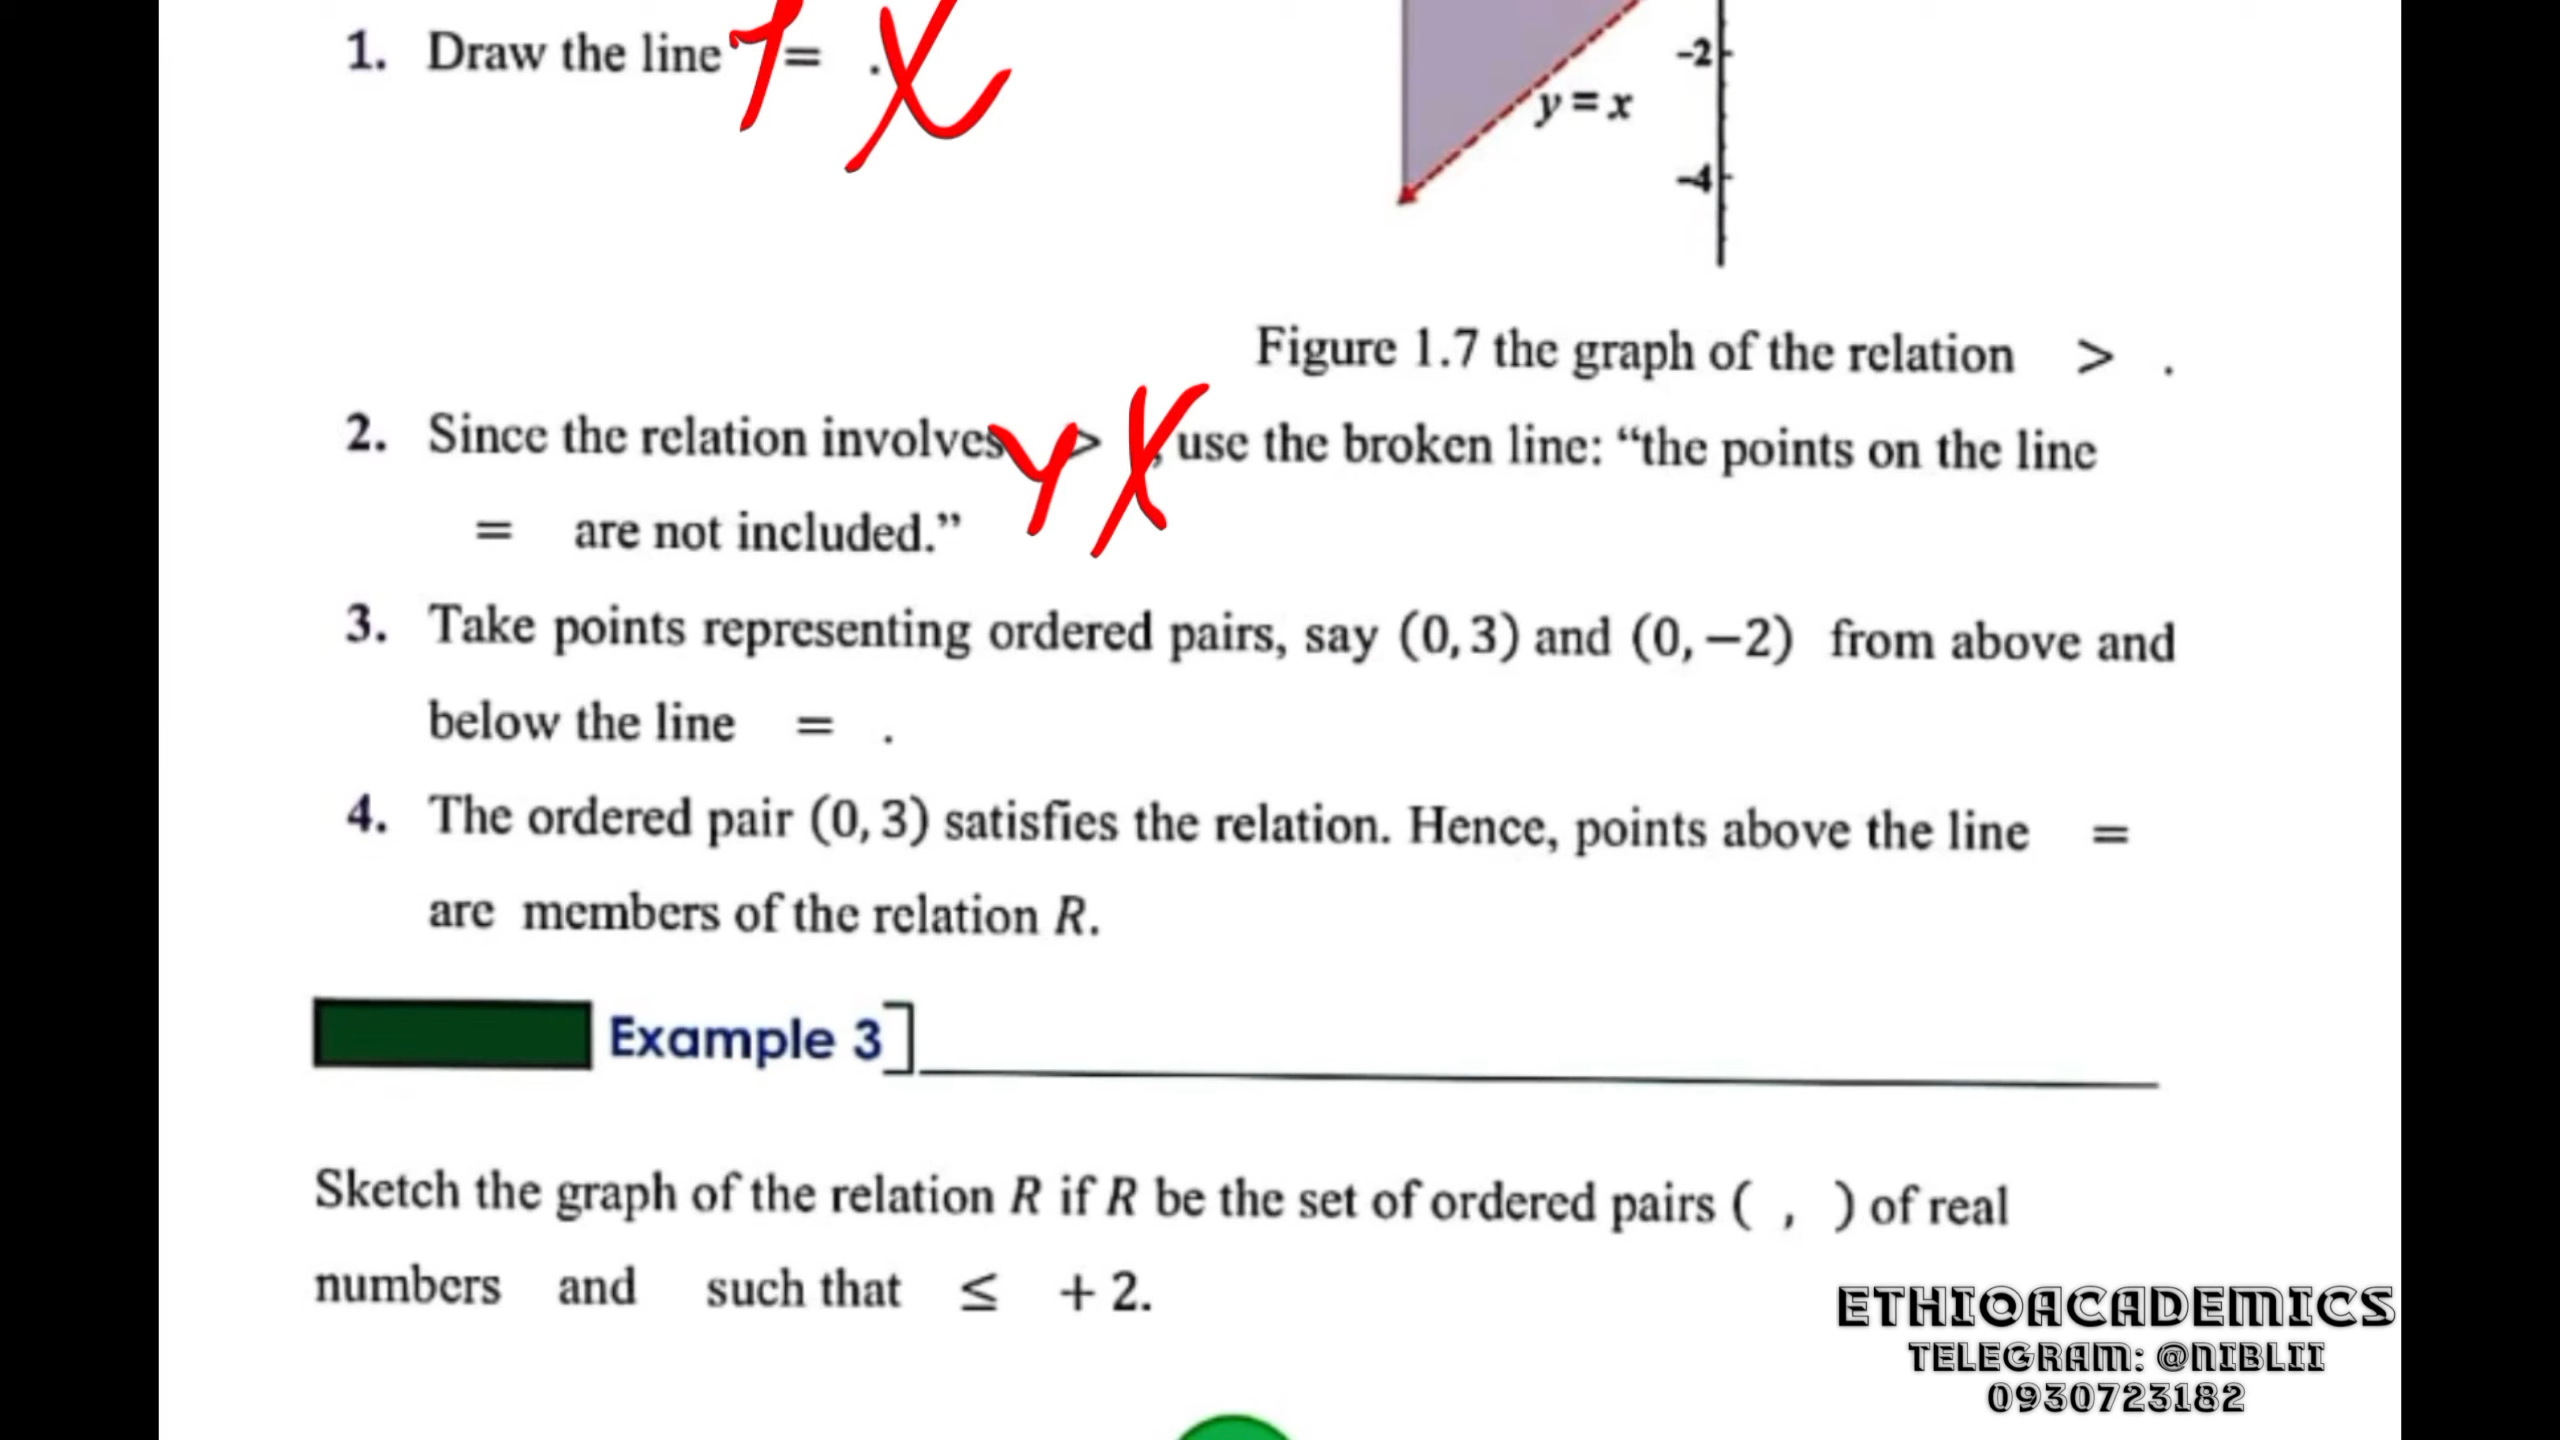 1. Draw the line y = x.
-2
y = x
-4
Figure 1.7 the graph of the relation > .
2. Since the relation involves y > x, use the broken line: “the points on the line
= are not included.”
3. Take points representing ordered pairs, say (0, 3) and (0, −2) from above and
below the line = .
4. The ordered pair (0, 3) satisfies the relation. Hence, points above the line =
are members of the relation R.
Example 3
Sketch the graph of the relation R if R be the set of ordered pairs ( , ) of real
numbers and such that ≤ + 2.
ETHIOACADEMICS
TELEGRAM: @NIBLII
0930723182